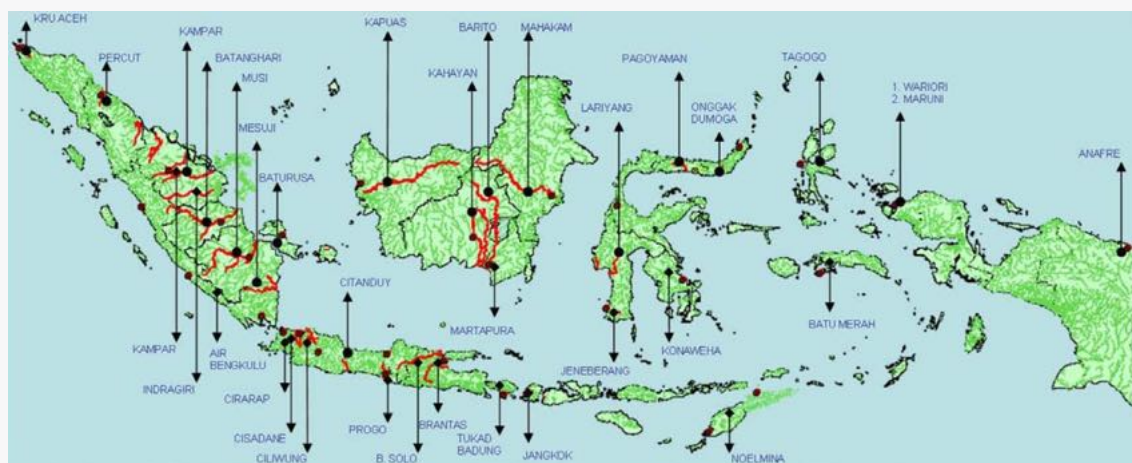 KRU ACEH
KAMPAR
PERCUT
BATANGHARI
MUSI
MESUJI
BATURUSA
KAPUAS
BARITO
MAHAKAM
KAHAYAN
PAGOYAMAN
TAGOGO
LARIYANG
ONGGAK
DUMOGA
1. WARIORI
2. MARUNI
ANAFRE
CITANDUY
MARTAPURA
BATU MERAH
KONAWEHA
KAMPAR
AIR
BENGKULU
JENEBERANG
INDRAGIRI
CIRARAP
CISADANE
PROGO
BRANTAS
TUKAD
BADUNG
CILIWUNG
B. SOLO
JANGKOK
NOELMINA